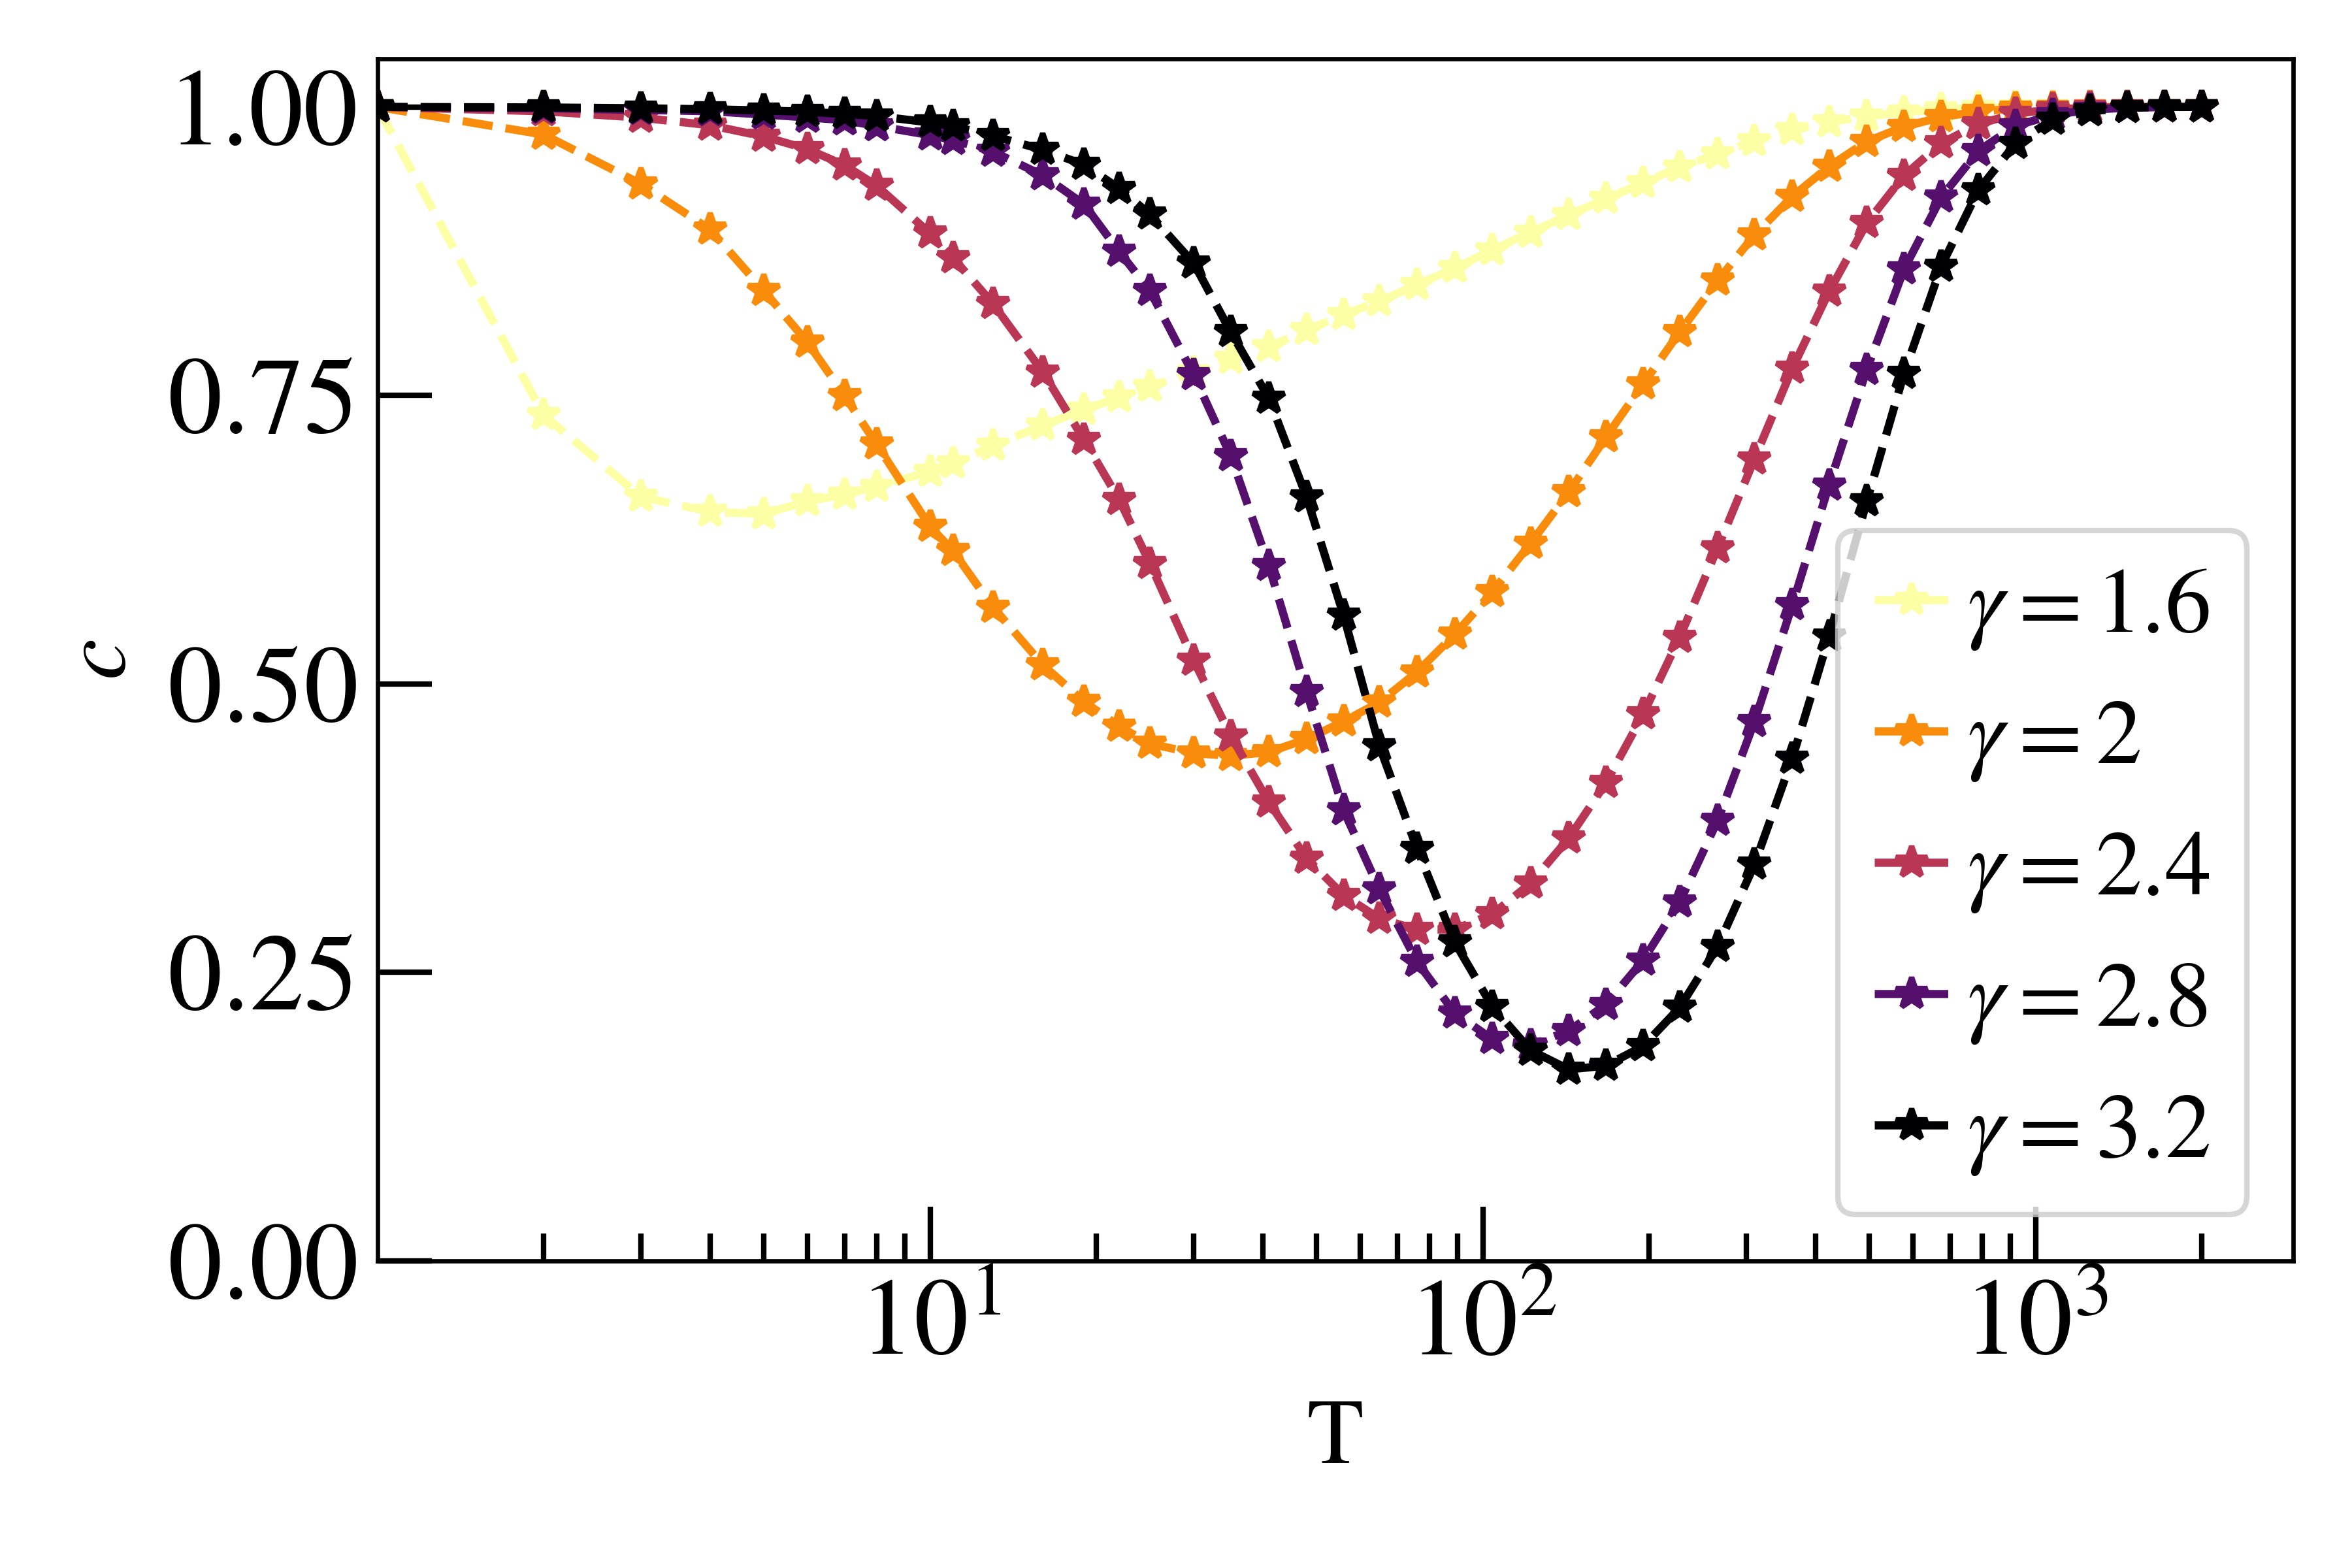 1.00
0.75
0.50
0.25
0.00
c
10^1
10^2
10^3
T
γ = 1.6
γ = 2
γ = 2.4
γ = 2.8
γ = 3.2